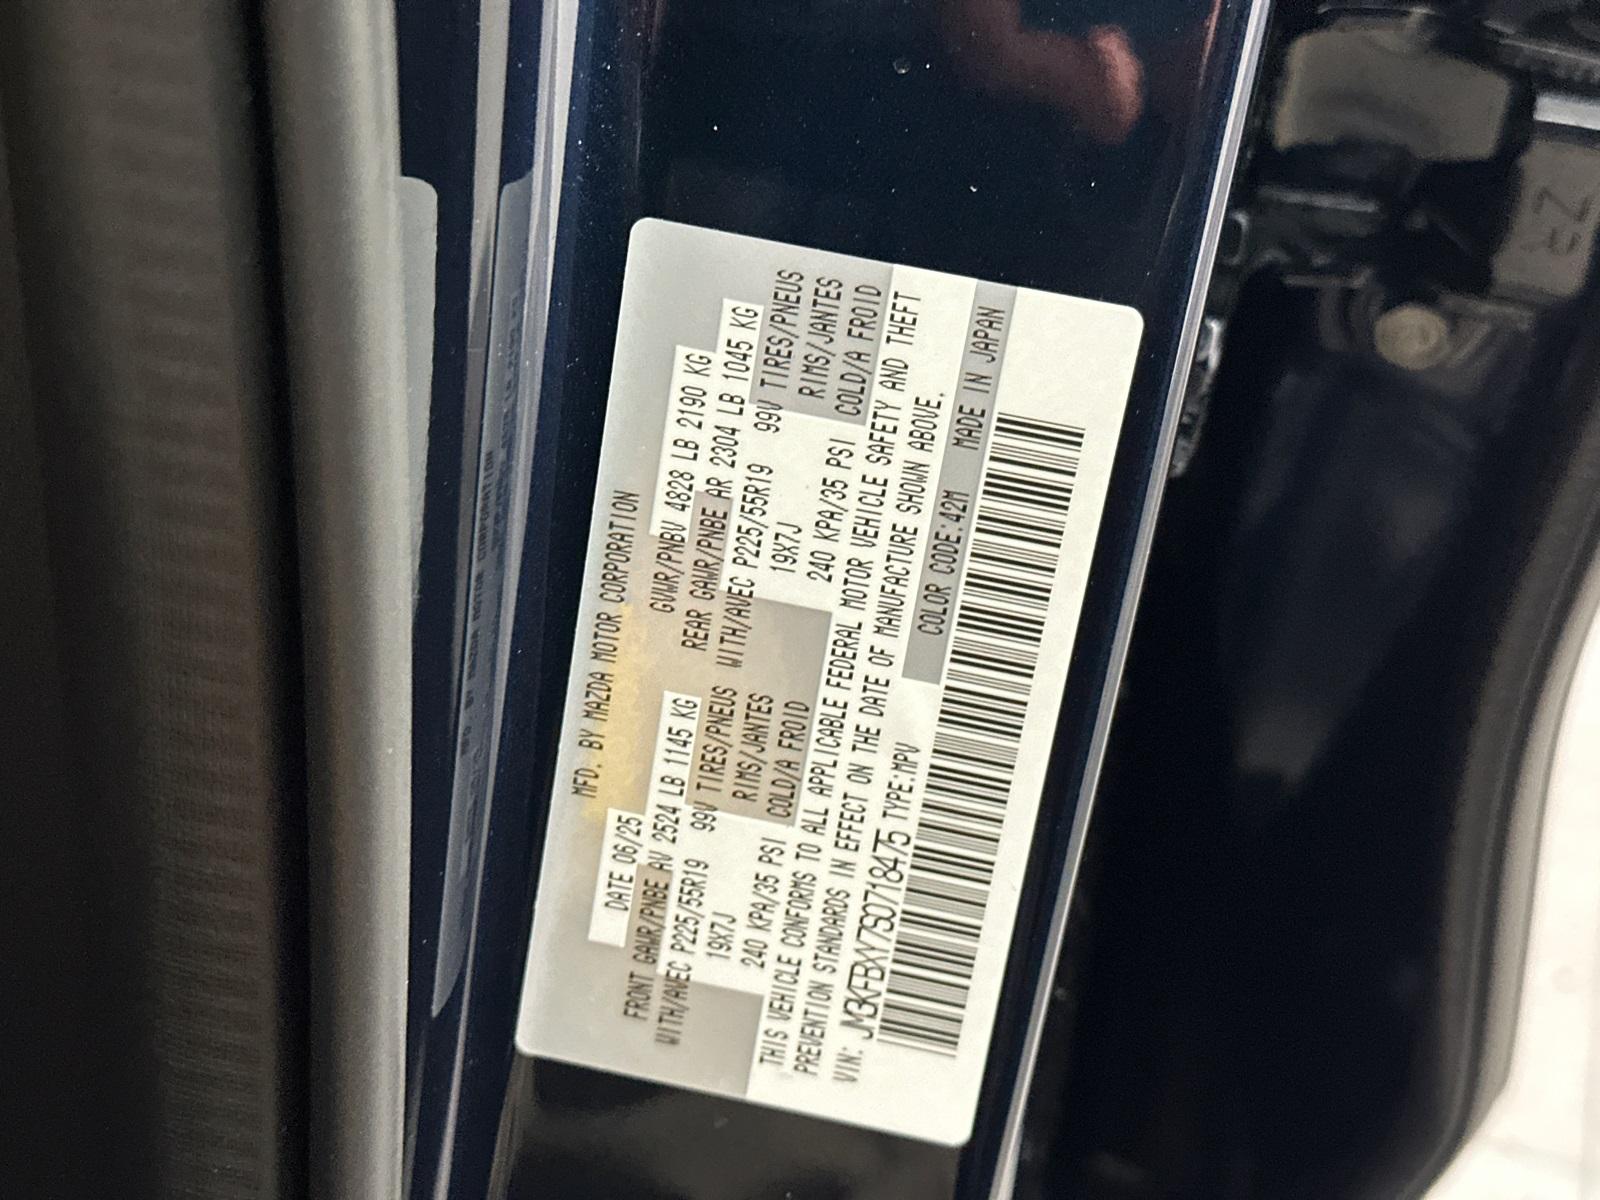 MFD. BY MAZDA MOTOR CORPORATION
DATE 06/25 GVWR/PNBV 4828 LB 2190 KG
FRONT GAWR/PNBE AV 2524 LB 1145 KG REAR GAWR/PNBE AR 2304 LB 1045 KG
WITH/AVEC P225/55R19 99V TIRES/PNEUS WITH/AVEC P225/55R19 99V TIRES/PNEUS
19X7J RIMS/JANTES 19X7J RIMS/JANTES
240 KPA/35 PSI COLD/A FROID 240 KPA/35 PSI COLD/A FROID
THIS VEHICLE CONFORMS TO ALL APPLICABLE FEDERAL MOTOR VEHICLE SAFETY AND THEFT
PREVENTION STANDARDS IN EFFECT ON THE DATE OF MANUFACTURE SHOWN ABOVE.
VIN: JM3KFBXY7S0718475 TYPE:MPV COLOR CODE:42M MADE IN JAPAN